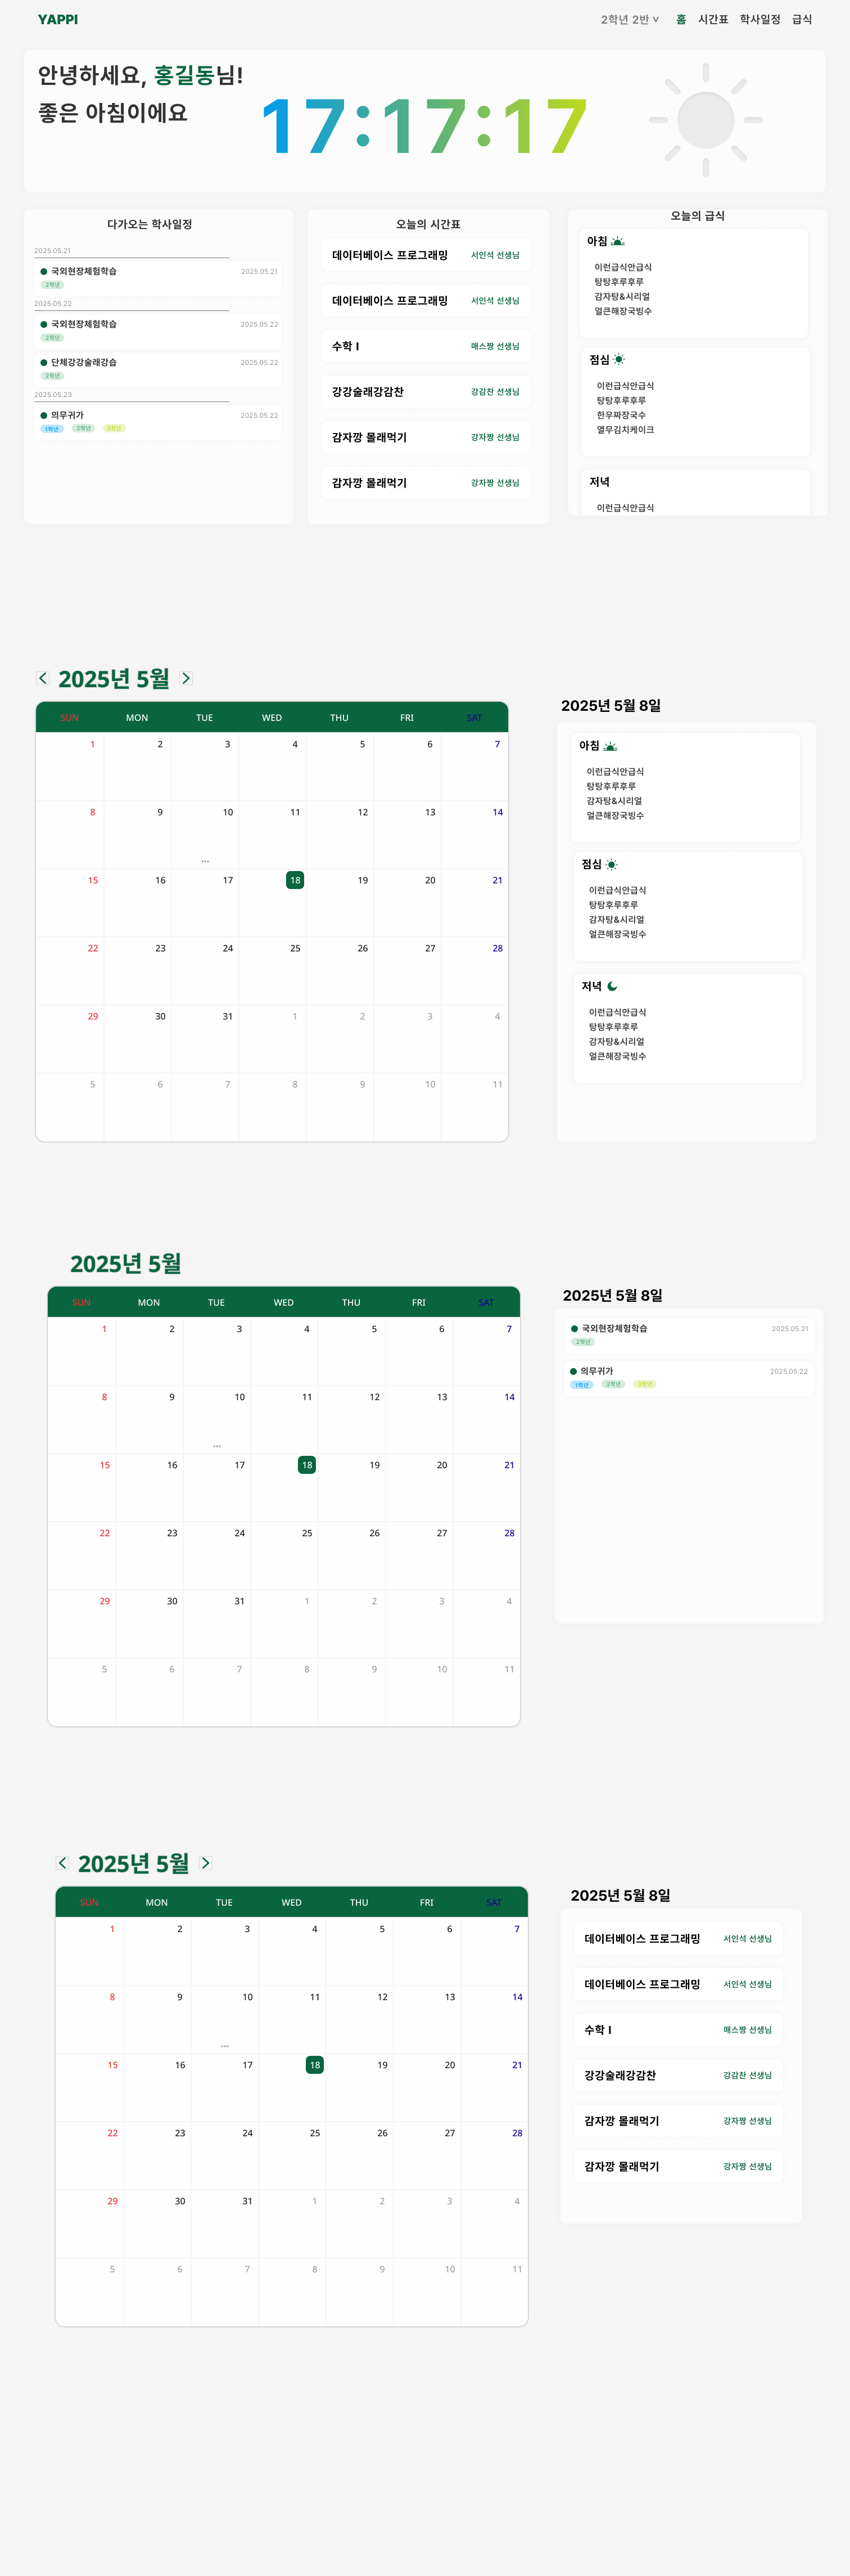 YAPPI
2학년 2반 ˅ 홈 시간표 학사일정 급식
안녕하세요, 홍길동님!
좋은 아침이에요
17:17:17
다가오는 학사일정
2025.05.21
국외현장체험학습 2025.05.21
2학년
2025.05.22
국외현장체험학습 2025.05.22
2학년
단체강강술래강습 2025.05.22
2학년
2025.05.23
의무귀가 2025.05.22
1학년 2학년 3학년
오늘의 시간표
데이터베이스 프로그래밍 서인석 선생님
데이터베이스 프로그래밍 서인석 선생님
수학 I 매스짱 선생님
강강술래강감찬 강감찬 선생님
감자깡 몰래먹기 강자깡 선생님
감자깡 몰래먹기 강자깡 선생님
오늘의 급식
아침
이런급식안급식
탕탕후루후루
감자탕&시리얼
얼큰해장국빙수
점심
이런급식안급식
탕탕후루후루
한우짜장국수
열무김치케이크
저녁
이런급식안급식
2025년 5월
SUN MON TUE WED THU FRI SAT
1 2 3 4 5 6 7
8 9 10 11 12 13 14
...
15 16 17 18 19 20 21
22 23 24 25 26 27 28
29 30 31 1 2 3 4
5 6 7 8 9 10 11
2025년 5월 8일
아침
이런급식안급식
탕탕후루후루
감자탕&시리얼
얼큰해장국빙수
점심
이런급식안급식
탕탕후루후루
감자탕&시리얼
얼큰해장국빙수
저녁
이런급식안급식
탕탕후루후루
감자탕&시리얼
얼큰해장국빙수
2025년 5월
SUN MON TUE WED THU FRI SAT
1 2 3 4 5 6 7
8 9 10 11 12 13 14
...
15 16 17 18 19 20 21
22 23 24 25 26 27 28
29 30 31 1 2 3 4
5 6 7 8 9 10 11
2025년 5월 8일
국외현장체험학습 2025.05.21
2학년
의무귀가 2025.05.22
1학년 2학년 3학년
2025년 5월
SUN MON TUE WED THU FRI SAT
1 2 3 4 5 6 7
8 9 10 11 12 13 14
...
15 16 17 18 19 20 21
22 23 24 25 26 27 28
29 30 31 1 2 3 4
5 6 7 8 9 10 11
2025년 5월 8일
데이터베이스 프로그래밍 서인석 선생님
데이터베이스 프로그래밍 서인석 선생님
수학 I 매스짱 선생님
강강술래강감찬 강감찬 선생님
감자깡 몰래먹기 강자깡 선생님
감자깡 몰래먹기 강자깡 선생님